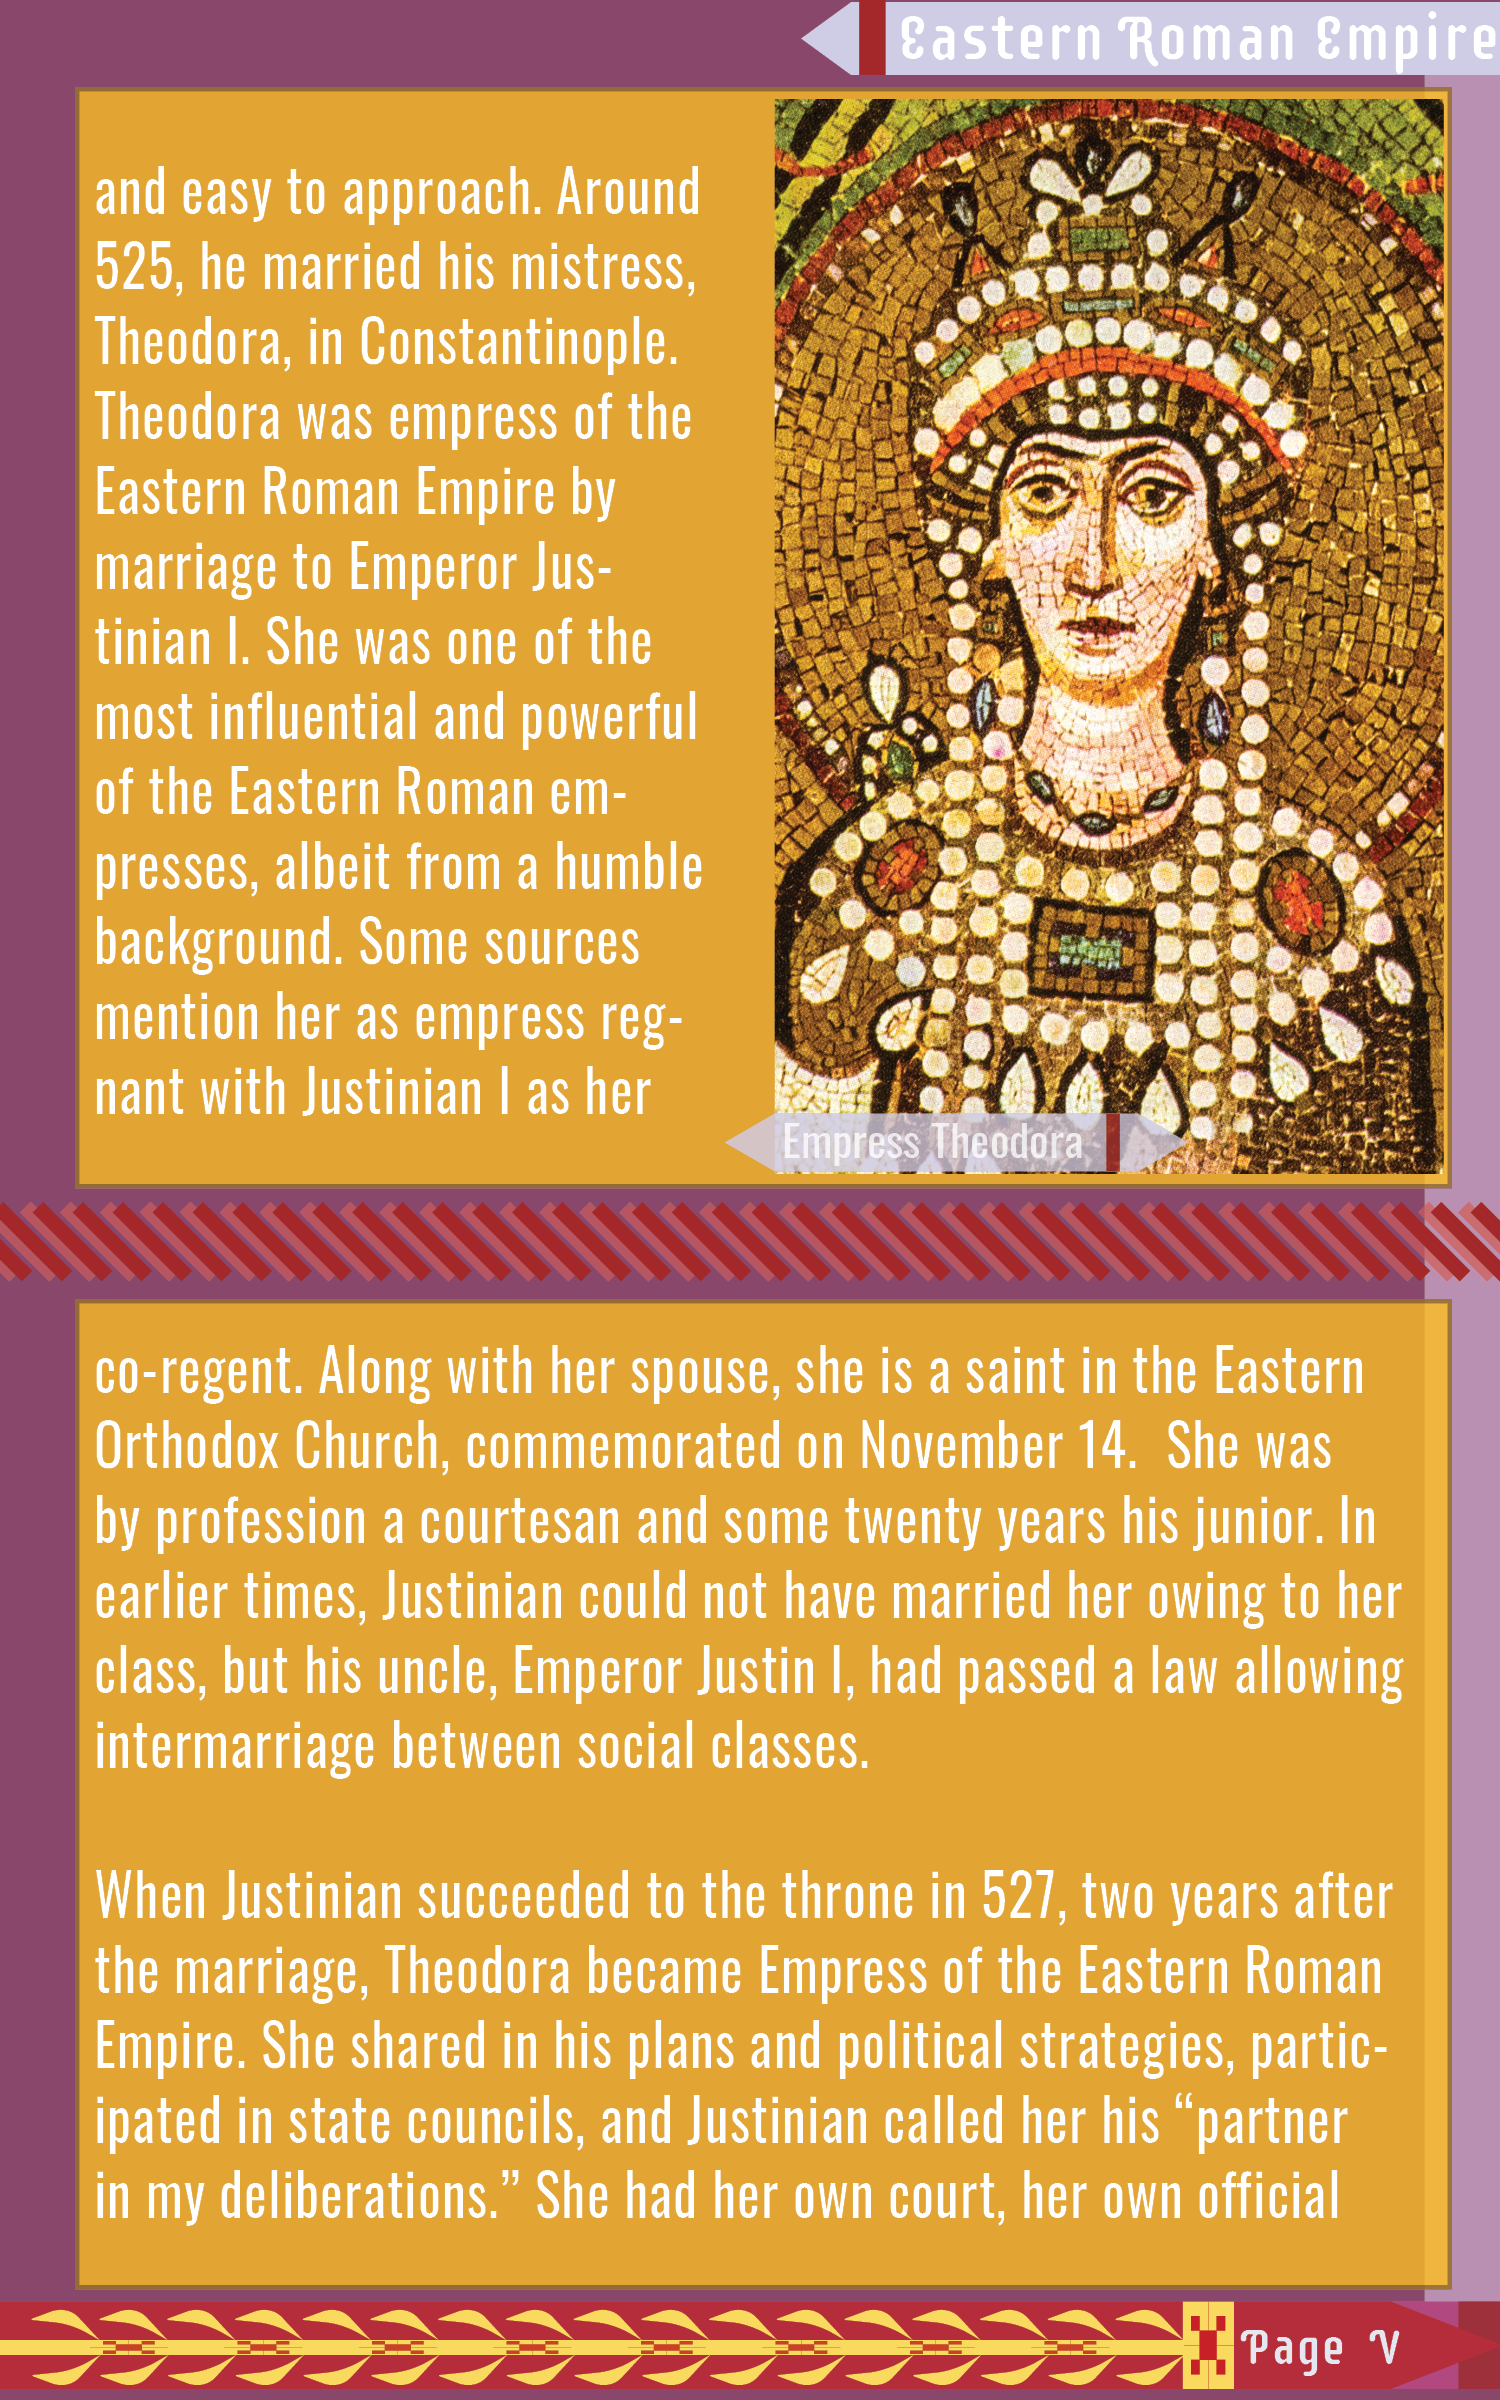 Eastern Roman Empire
and easy to approach. Around
525, he married his mistress,
Theodora, in Constantinople.
Theodora was empress of the
Eastern Roman Empire by
marriage to Emperor Jus-
tinian I. She was one of the
most influential and powerful
of the Eastern Roman em-
presses, albeit from a humble
background. Some sources
mention her as empress reg-
nant with Justinian I as her
Empress Theodora
co-regent. Along with her spouse, she is a saint in the Eastern
Orthodox Church, commemorated on November 14.  She was
by profession a courtesan and some twenty years his junior. In
earlier times, Justinian could not have married her owing to her
class, but his uncle, Emperor Justin I, had passed a law allowing
intermarriage between social classes.
When Justinian succeeded to the throne in 527, two years after
the marriage, Theodora became Empress of the Eastern Roman
Empire. She shared in his plans and political strategies, partic-
ipated in state councils, and Justinian called her his “partner
in my deliberations.” She had her own court, her own official
Page V